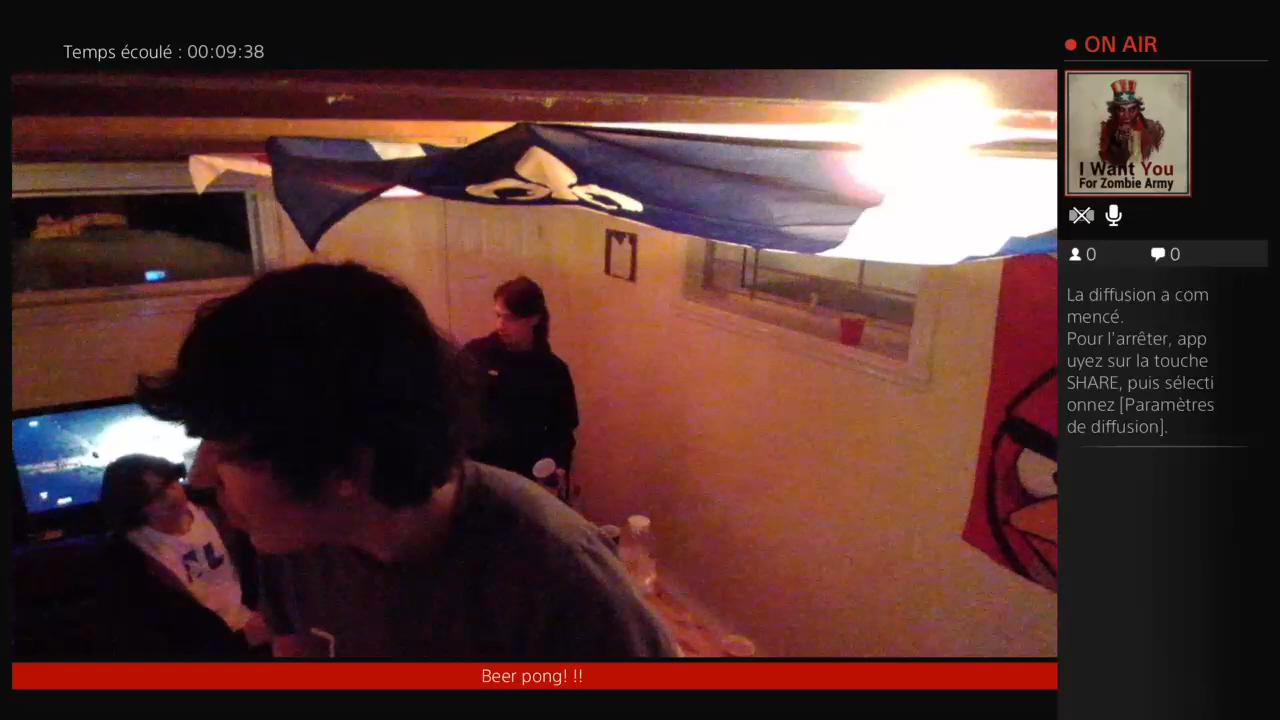 Temps écoulé : 00:09:38
ON AIR
I Want You
For Zombie Army
0
0
La diffusion a com
mencé.
Pour l'arrêter, app
uyez sur la touche
SHARE, puis sélecti
onnez [Paramètres
de diffusion].
Beer pong! !!